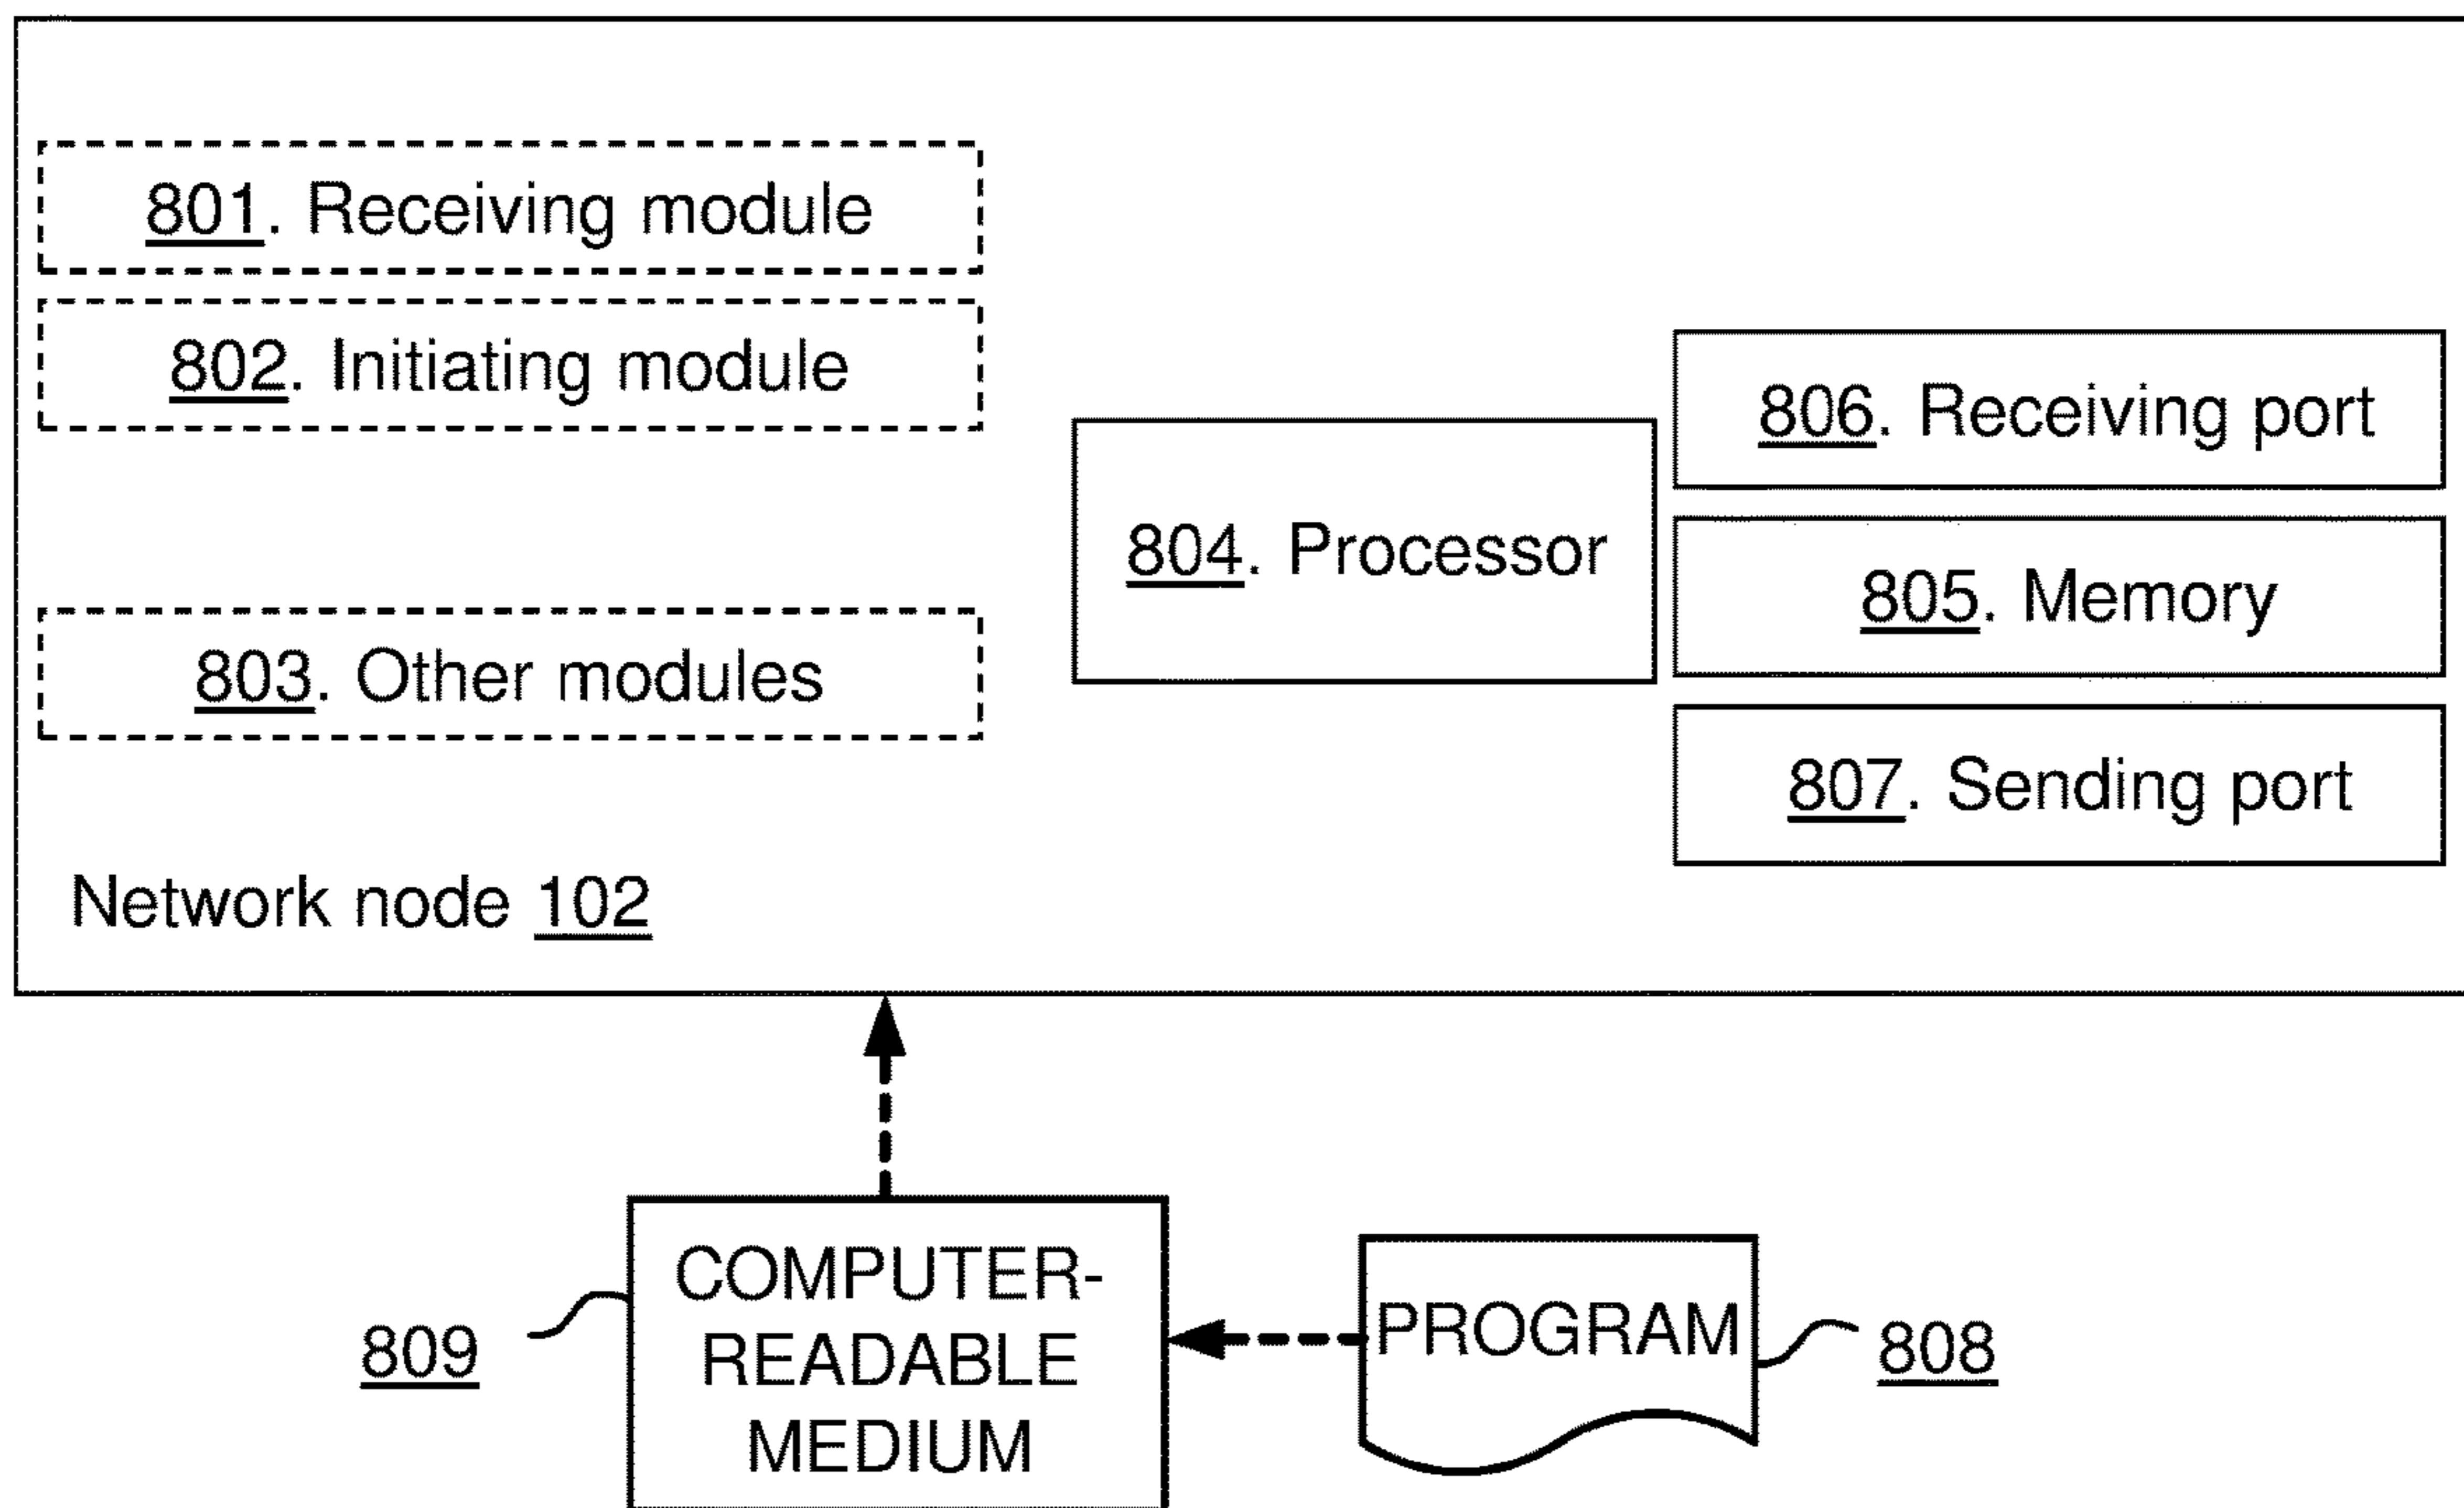 801. Receiving module
802. Initiating module
806. Receiving port
804. Processor
805. Memory
803. Other modules
807. Sending port
Network node 102
COMPUTER-
READABLE
MEDIUM
809
PROGRAM
808